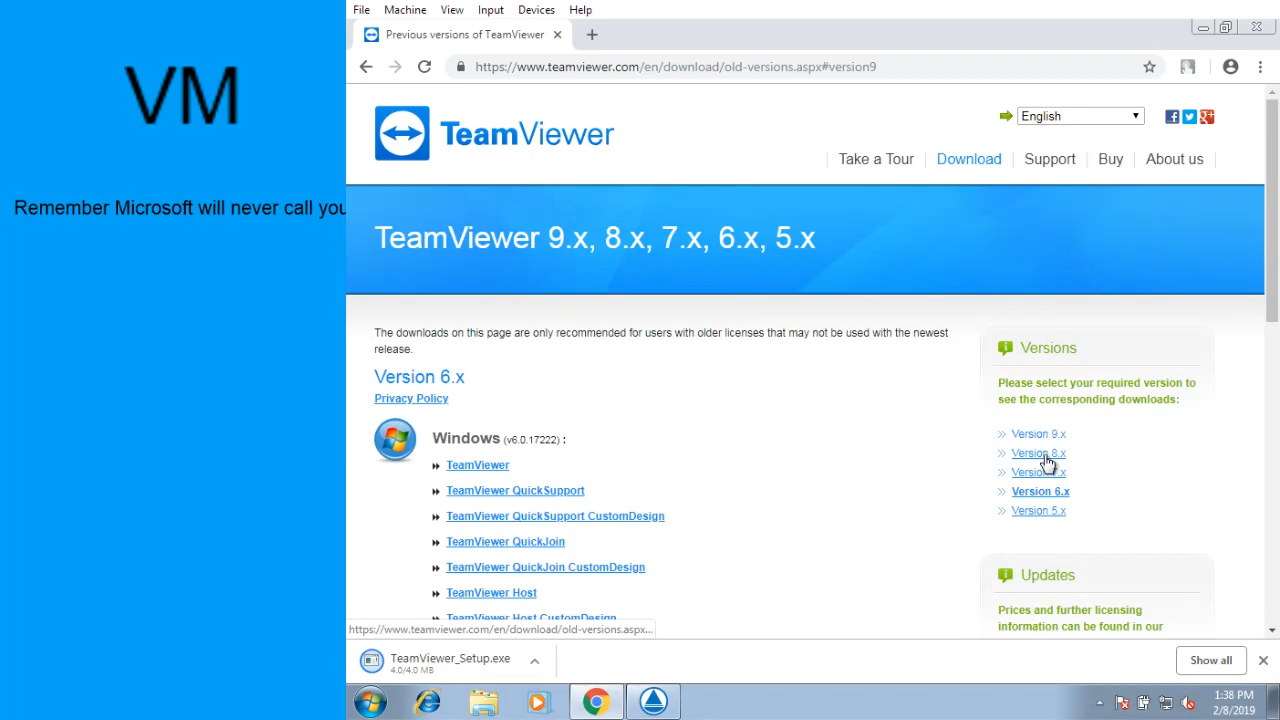 File Machine View Input Devices Help
VM
Remember Microsoft will never call you
Previous versions of TeamViewer
https://www.teamviewer.com/en/download/old-versions.aspx#version9
TeamViewer
English
Take a Tour Download Support Buy About us
TeamViewer 9.x, 8.x, 7.x, 6.x, 5.x
The downloads on this page are only recommended for users with older licenses that may not be used with the newest
release.
Version 6.x
Privacy Policy
Windows (v6.0.17222) :
TeamViewer
TeamViewer QuickSupport
TeamViewer QuickSupport CustomDesign
TeamViewer QuickJoin
TeamViewer QuickJoin CustomDesign
TeamViewer Host
TeamViewer Host CustomDesign
Versions
Please select your required version to
see the corresponding downloads:
Version 9.x
Version 8.x
Version 7.x
Version 6.x
Version 5.x
Updates
Prices and further licensing
information can be found in our
https://www.teamviewer.com/en/download/old-versions.aspx...
TeamViewer_Setup.exe
4.0/4.0 MB
Show all
1:38 PM
2/8/2019